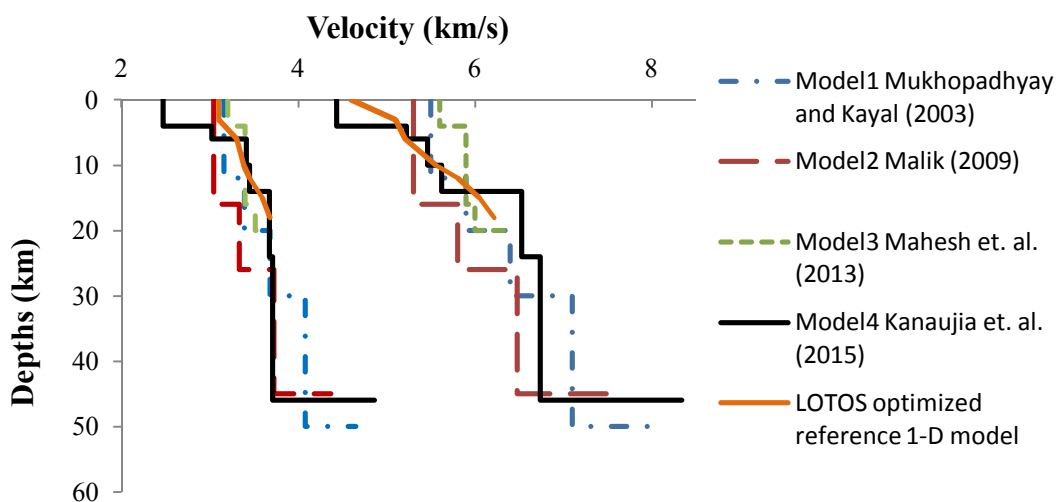 Velocity (km/s)
2 4 6 8
0
10
20
30
40
50
60
Depths (km)
Model1 Mukhopadhyay
and Kayal (2003)
Model2 Malik (2009)
Model3 Mahesh et. al.
(2013)
Model4 Kanaujia et. al.
(2015)
LOTOS optimized
reference 1-D model